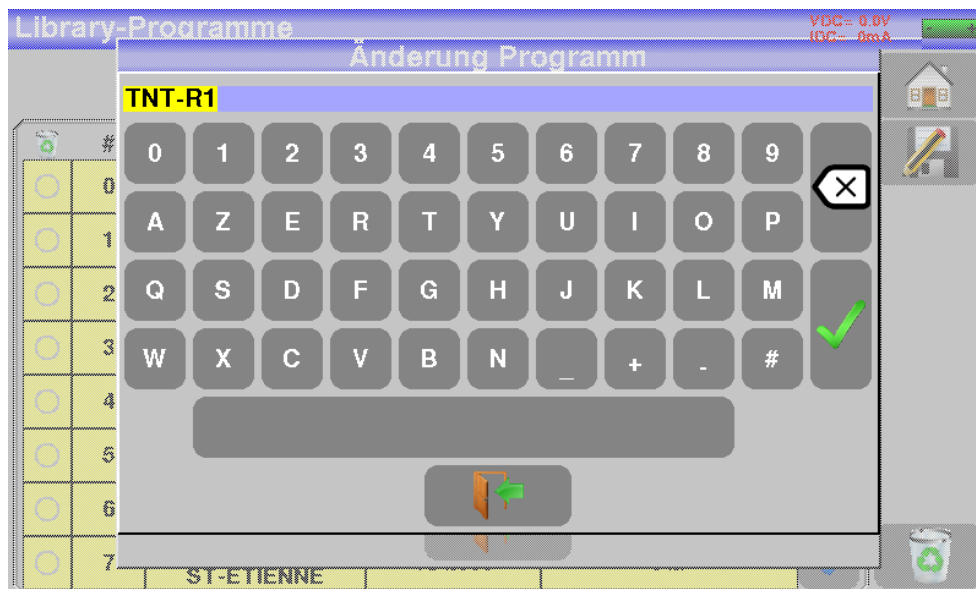 Library-Programme
VDC= 0.0V
IDC= 0mA
- +
Änderung Programm
TNT-R1
#
0 1 2 3 4 5 6 7 8 9
A Z E R T Y U I O P
Q S D F G H J K L M
W X C V B N _ + . #
0
1
2
3
4
5
6
7
ST-ETIENNE